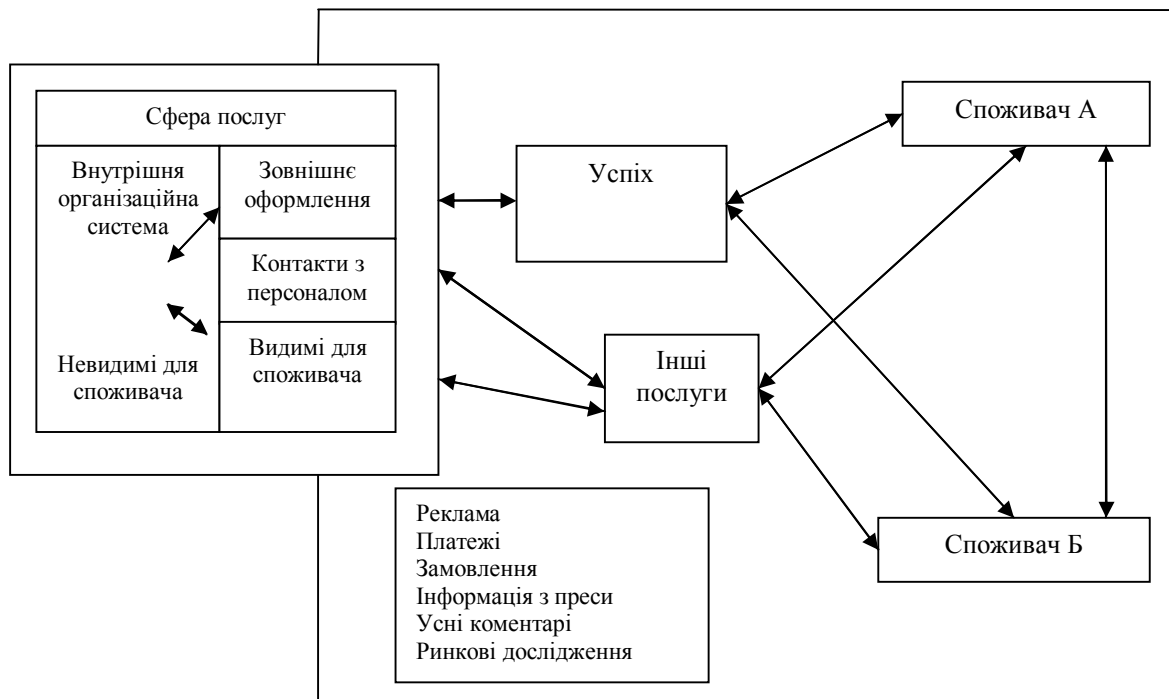 Сфера послуг
Внутрішня
організаційна
система
Невидимі для
споживача
Зовнішнє
оформлення
Контакти з
персоналом
Видимі для
споживача
Успіх
Інші
послуги
Споживач А
Споживач Б
Реклама
Платежі
Замовлення
Інформація з преси
Усні коментарі
Ринкові дослідження